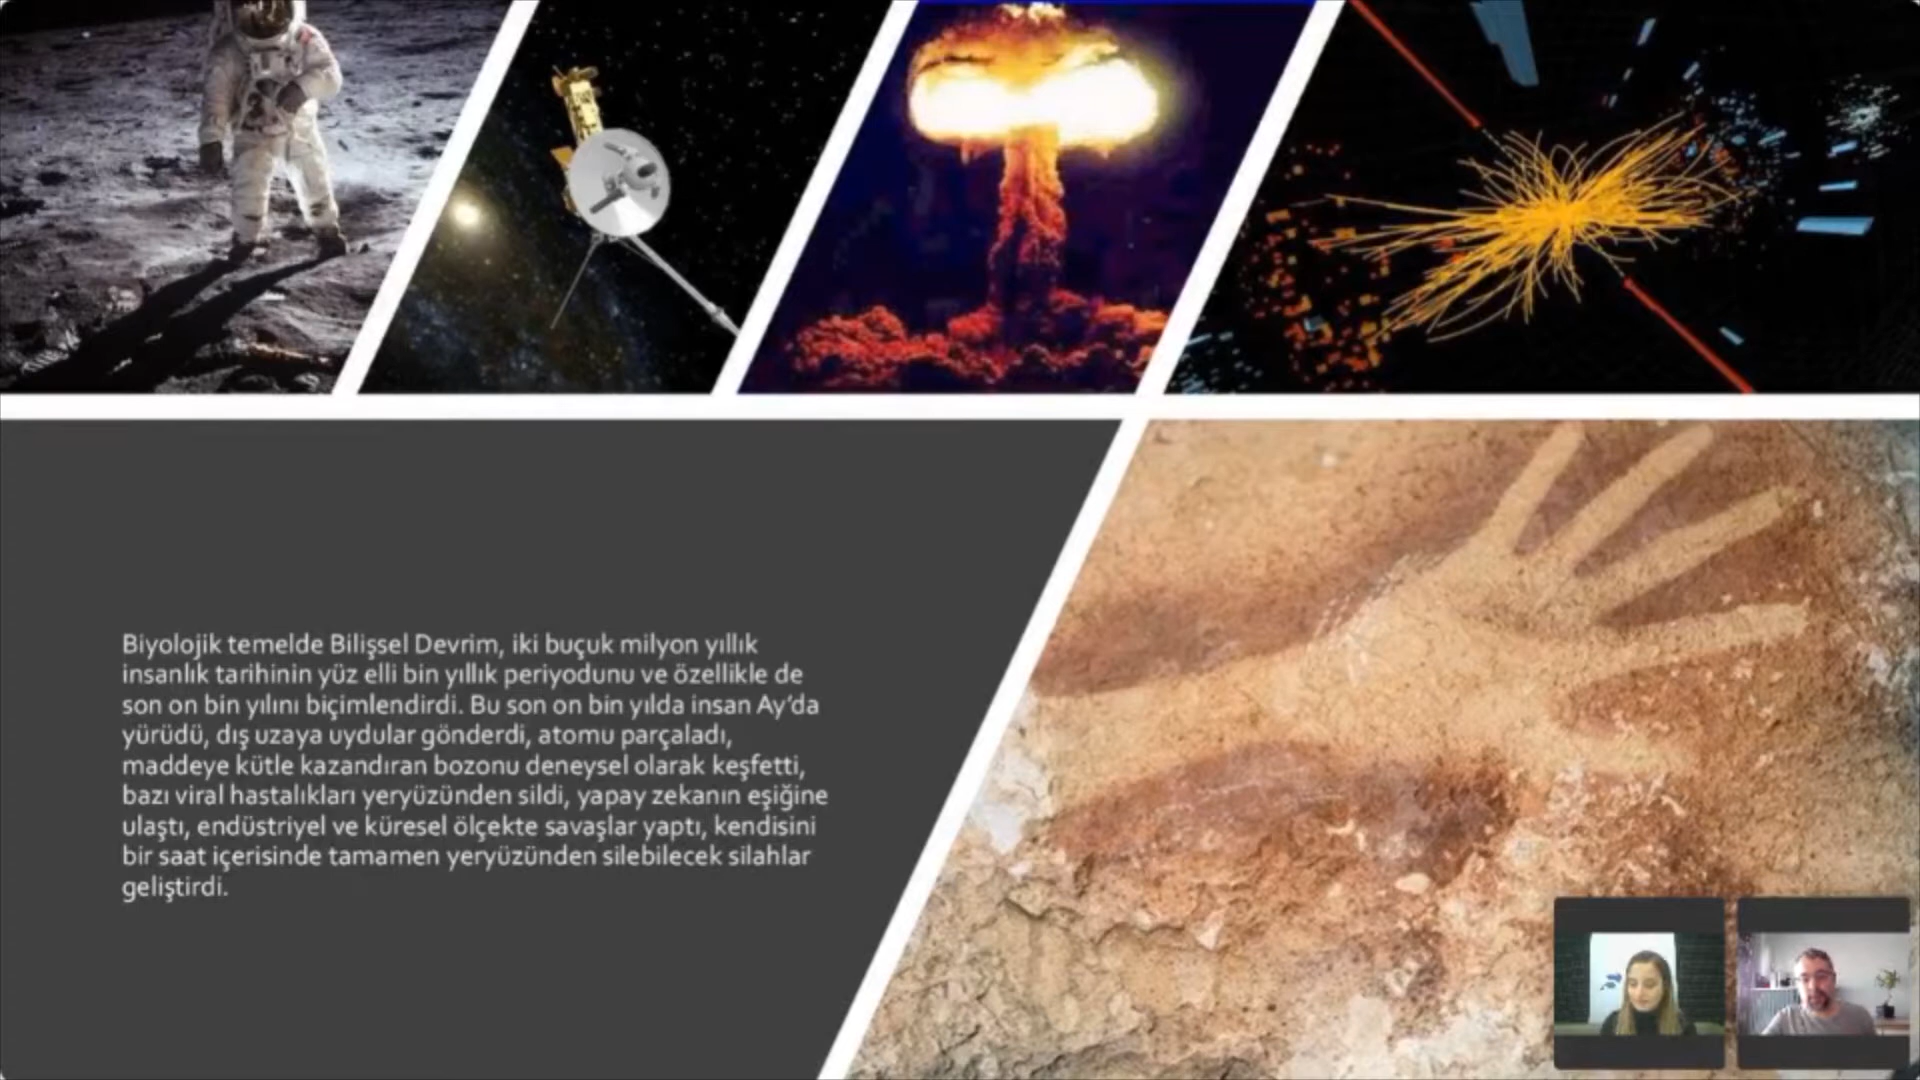 Biyolojik temelde Bilişsel Devrim, iki buçuk milyon yıllık
insanlık tarihinin yüz elli bin yıllık periyodunu ve özellikle de
son on bin yılını biçimlendirdi. Bu son on bin yılda insan Ay’da
yürüdü, dış uzaya uydular gönderdi, atomu parçaladı,
maddeye kütle kazandıran bozonu deneysel olarak keşfetti,
bazı viral hastalıkları yeryüzünden sildi, yapay zekanın eşiğine
ulaştı, endüstriyel ve küresel ölçekte savaşlar yaptı, kendisini
bir saat içerisinde tamamen yeryüzünden silebilecek silahlar
geliştirdi.